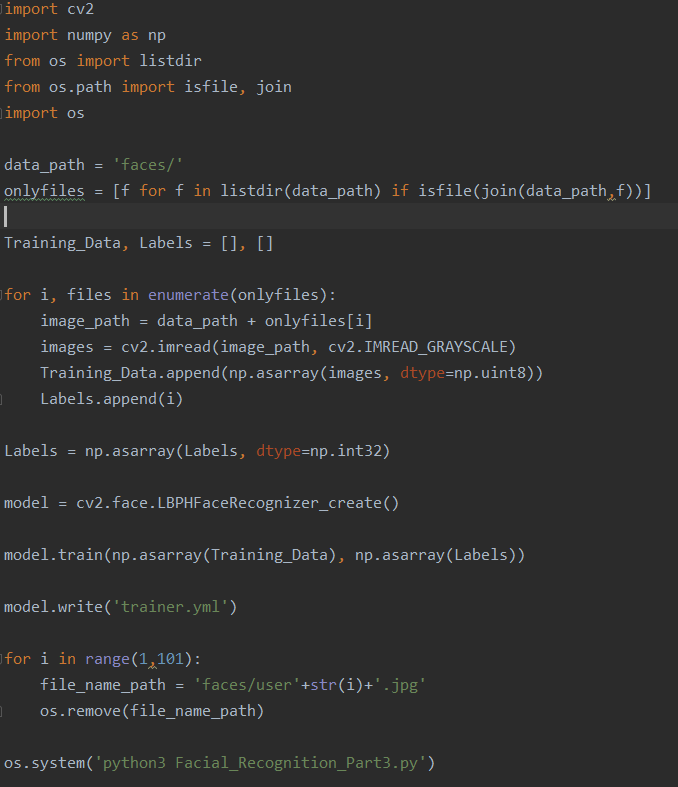 import cv2
import numpy as np
from os import listdir
from os.path import isfile, join
import os
data_path = 'faces/'
onlyfiles = [f for f in listdir(data_path) if isfile(join(data_path,f))]
Training_Data, Labels = [], []
for i, files in enumerate(onlyfiles):
    image_path = data_path + onlyfiles[i]
    images = cv2.imread(image_path, cv2.IMREAD_GRAYSCALE)
    Training_Data.append(np.asarray(images, dtype=np.uint8))
    Labels.append(i)
Labels = np.asarray(Labels, dtype=np.int32)
model = cv2.face.LBPHFaceRecognizer_create()
model.train(np.asarray(Training_Data), np.asarray(Labels))
model.write('trainer.yml')
for i in range(1,101):
    file_name_path = 'faces/user'+str(i)+'.jpg'
    os.remove(file_name_path)
os.system('python3 Facial_Recognition_Part3.py')